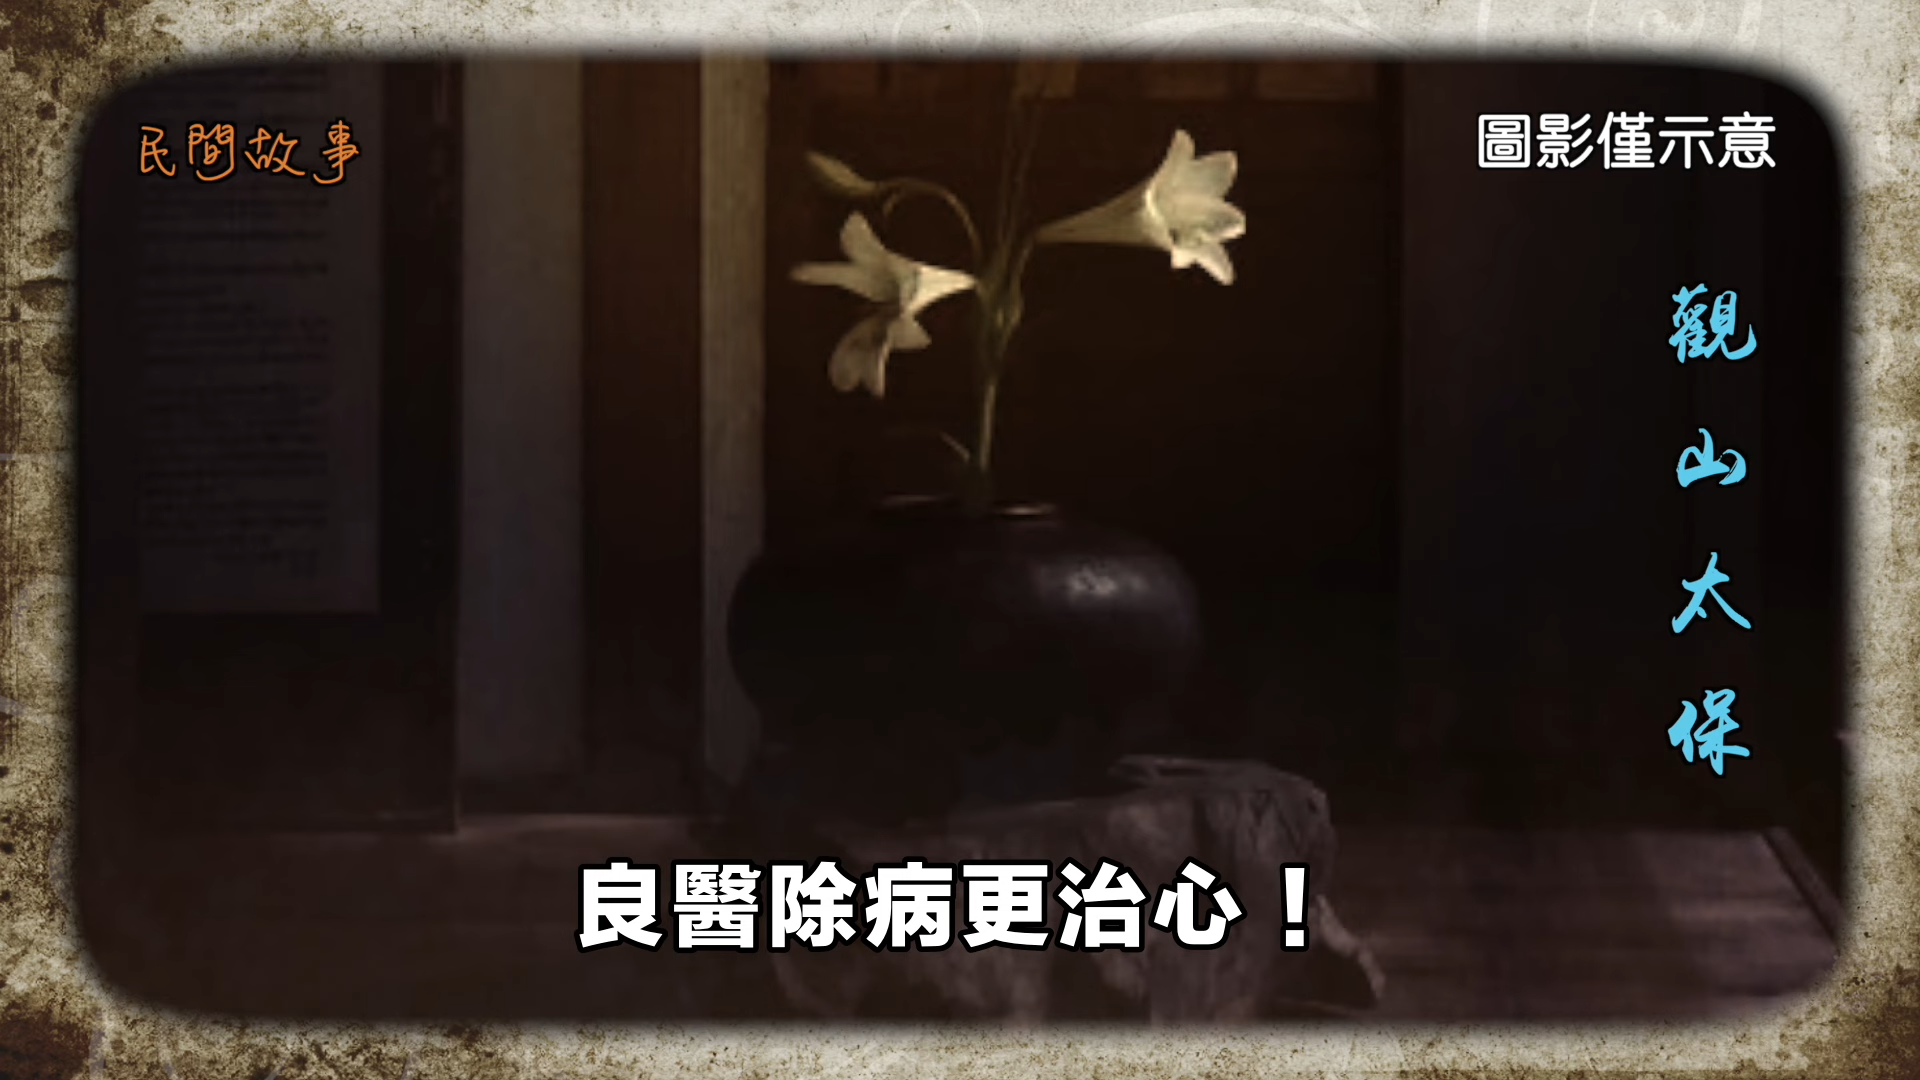 民間故事
圖影僅示意
觀山太保
良醫除病更治心！